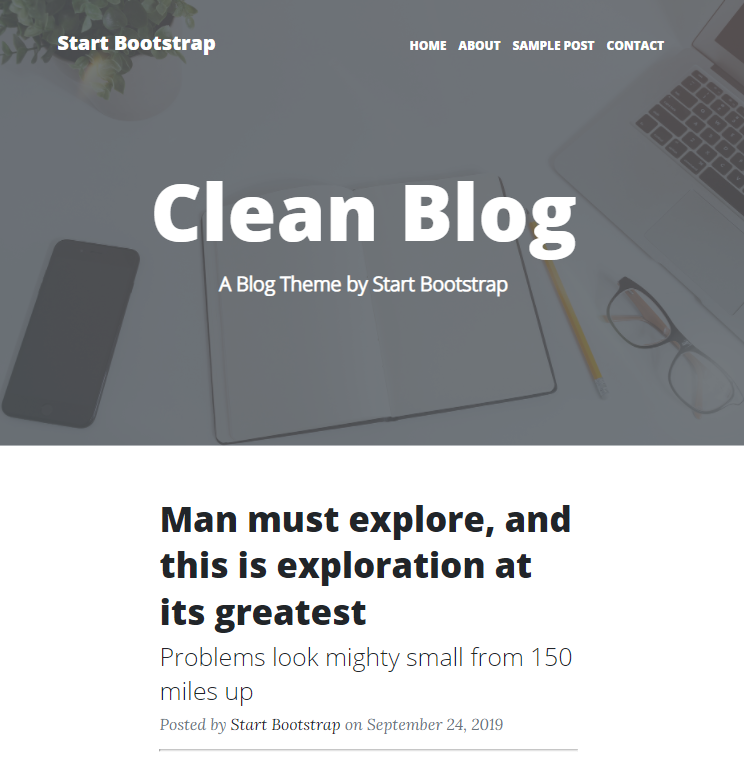 Start Bootstrap
HOME ABOUT SAMPLE POST CONTACT
Clean Blog
A Blog Theme by Start Bootstrap
Man must explore, and
this is exploration at
its greatest
Problems look mighty small from 150
miles up
Posted by Start Bootstrap on September 24, 2019